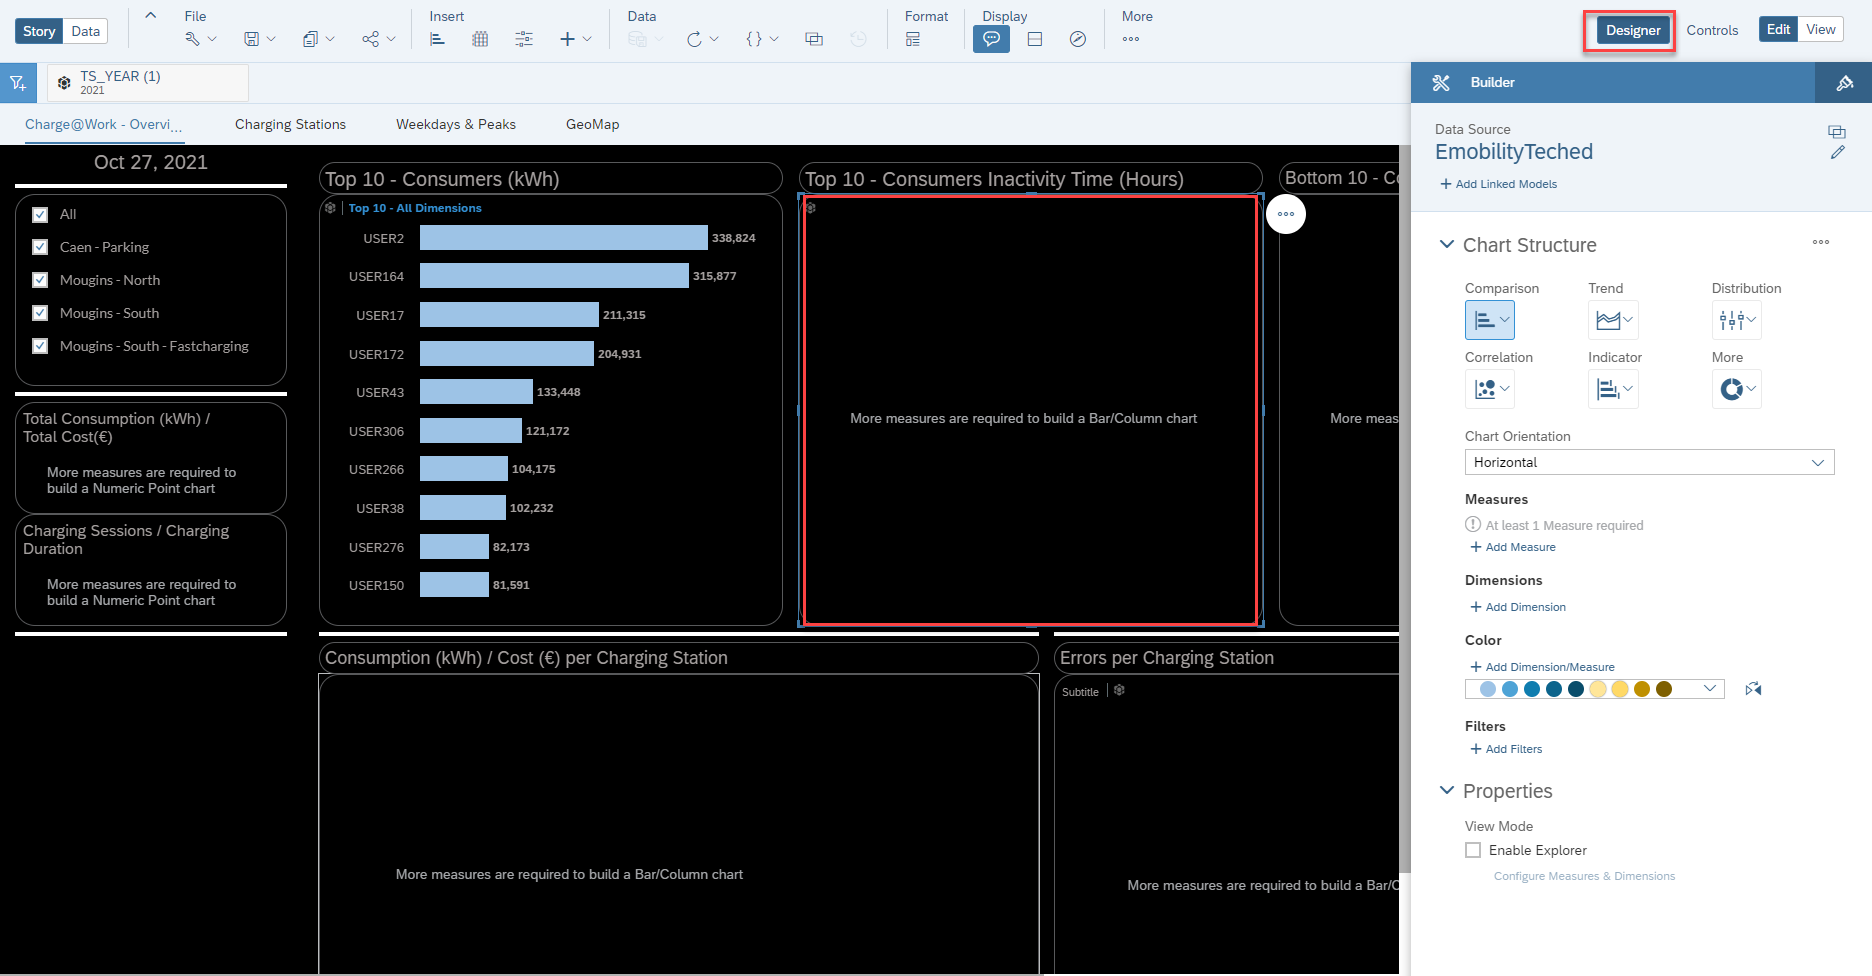 Story Data
File
Insert
Data
Format
Display
More
Designer
Controls
Edit View
TS_YEAR (1)
2021
Charge@Work - Overvi...
Charging Stations
Weekdays & Peaks
GeoMap
Oct 27, 2021
All
Caen - Parking
Mougins - North
Mougins - South
Mougins - South - Fastcharging
Total Consumption (kWh) /
Total Cost(€)
More measures are required to
build a Numeric Point chart
Charging Sessions / Charging
Duration
More measures are required to
build a Numeric Point chart
Top 10 - Consumers (kWh)
Top 10 - All Dimensions
USER2 338,824
USER164 315,877
USER17 211,315
USER172 204,931
USER43 133,448
USER306 121,172
USER266 104,175
USER38 102,232
USER276 82,173
USER150 81,591
Top 10 - Consumers Inactivity Time (Hours)
More measures are required to build a Bar/Column chart
Bottom 10 - Co
More meas
Consumption (kWh) / Cost (€) per Charging Station
More measures are required to build a Bar/Column chart
Errors per Charging Station
Subtitle
More measures are required to build a Bar/C
Builder
Data Source
EmobilityTeched
Add Linked Models
Chart Structure
Comparison
Trend
Distribution
Correlation
Indicator
More
Chart Orientation
Horizontal
Measures
At least 1 Measure required
Add Measure
Dimensions
Add Dimension
Color
Add Dimension/Measure
Filters
Add Filters
Properties
View Mode
Enable Explorer
Configure Measures & Dimensions